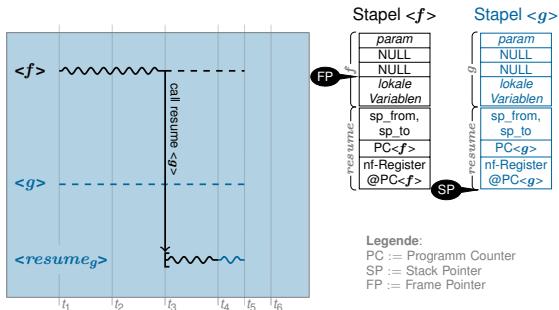 Stapel <f>
Stapel <g>
<f>
call resume <g>
<g>
<resume_g>
t1
t2
t3
t4
t5
t6
FP
f
param
NULL
NULL
lokale
Variablen
resume
sp_from,
sp_to
PC<f>
nf-Register
@PC<f>
SP
g
param
NULL
NULL
lokale
Variablen
resume
sp_from,
sp_to
PC<g>
nf-Register
@PC<g>
Legende:
PC := Programm Counter
SP := Stack Pointer
FP := Frame Pointer